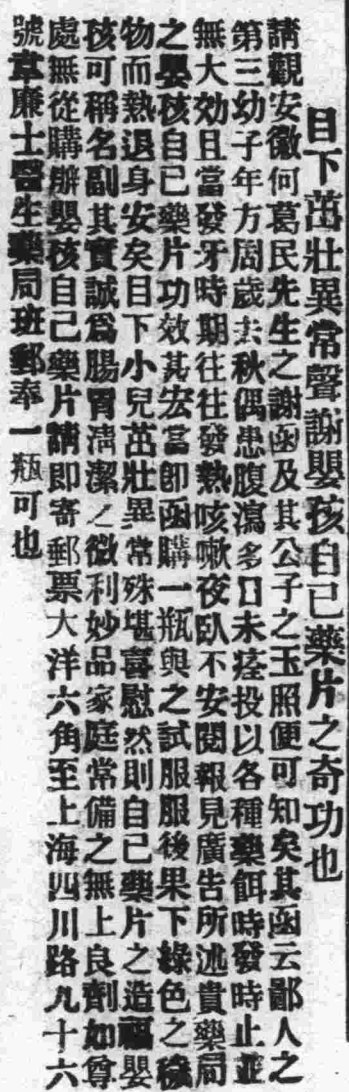 目下茁壯異常聲謝嬰孩自己藥片之奇功也
請觀安徽何葛民先生之謝函及其公子之玉照便可知矣其函云鄙人之
第三幼子年方周歲去秋偶患腹瀉多日未痊投以各種藥餌時發時止並
無大効且當發牙時期往往發熱咳嗽夜臥不安閱報見廣告所述貴藥局
之嬰孩自己藥片功效甚宏當卽函購一瓶與之試服服後果下綠色之穢
物而熱退身安矣目下小兒茁壯異常殊堪喜慰然則自己藥片之造福嬰
孩可稱名副其實誠爲腸胃淸潔之微利妙品家庭常備之無上良劑如尊
處無從購辦嬰孩自己藥片請卽寄郵票大洋六角至上海四川路九十六
號韋廉士醫生藥局班郵奉一瓶可也